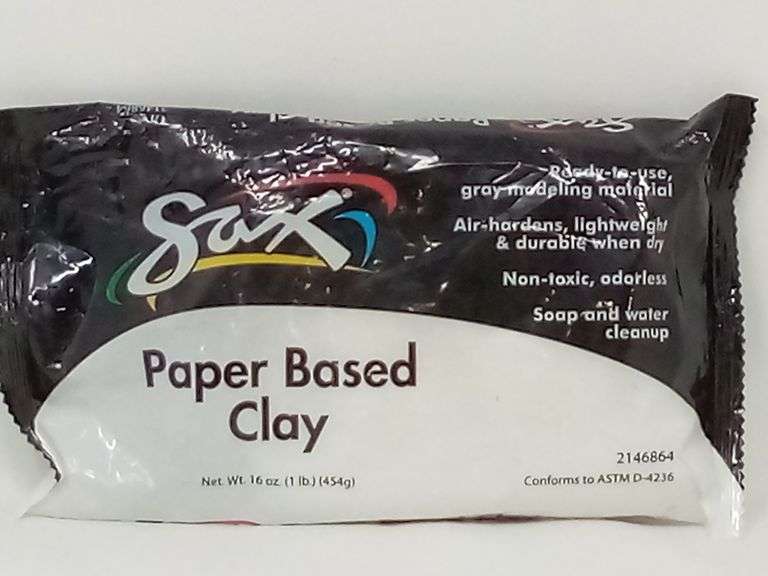 Sax®
Ready-to-use,
gray modeling material
Air-hardens, lightweight
& durable when dry
Non-toxic, odorless
Soap and water
cleanup
Paper Based
Clay
2146864
Net. Wt. 16 oz. (1 lb.) (454g)
Conforms to ASTM D-4236